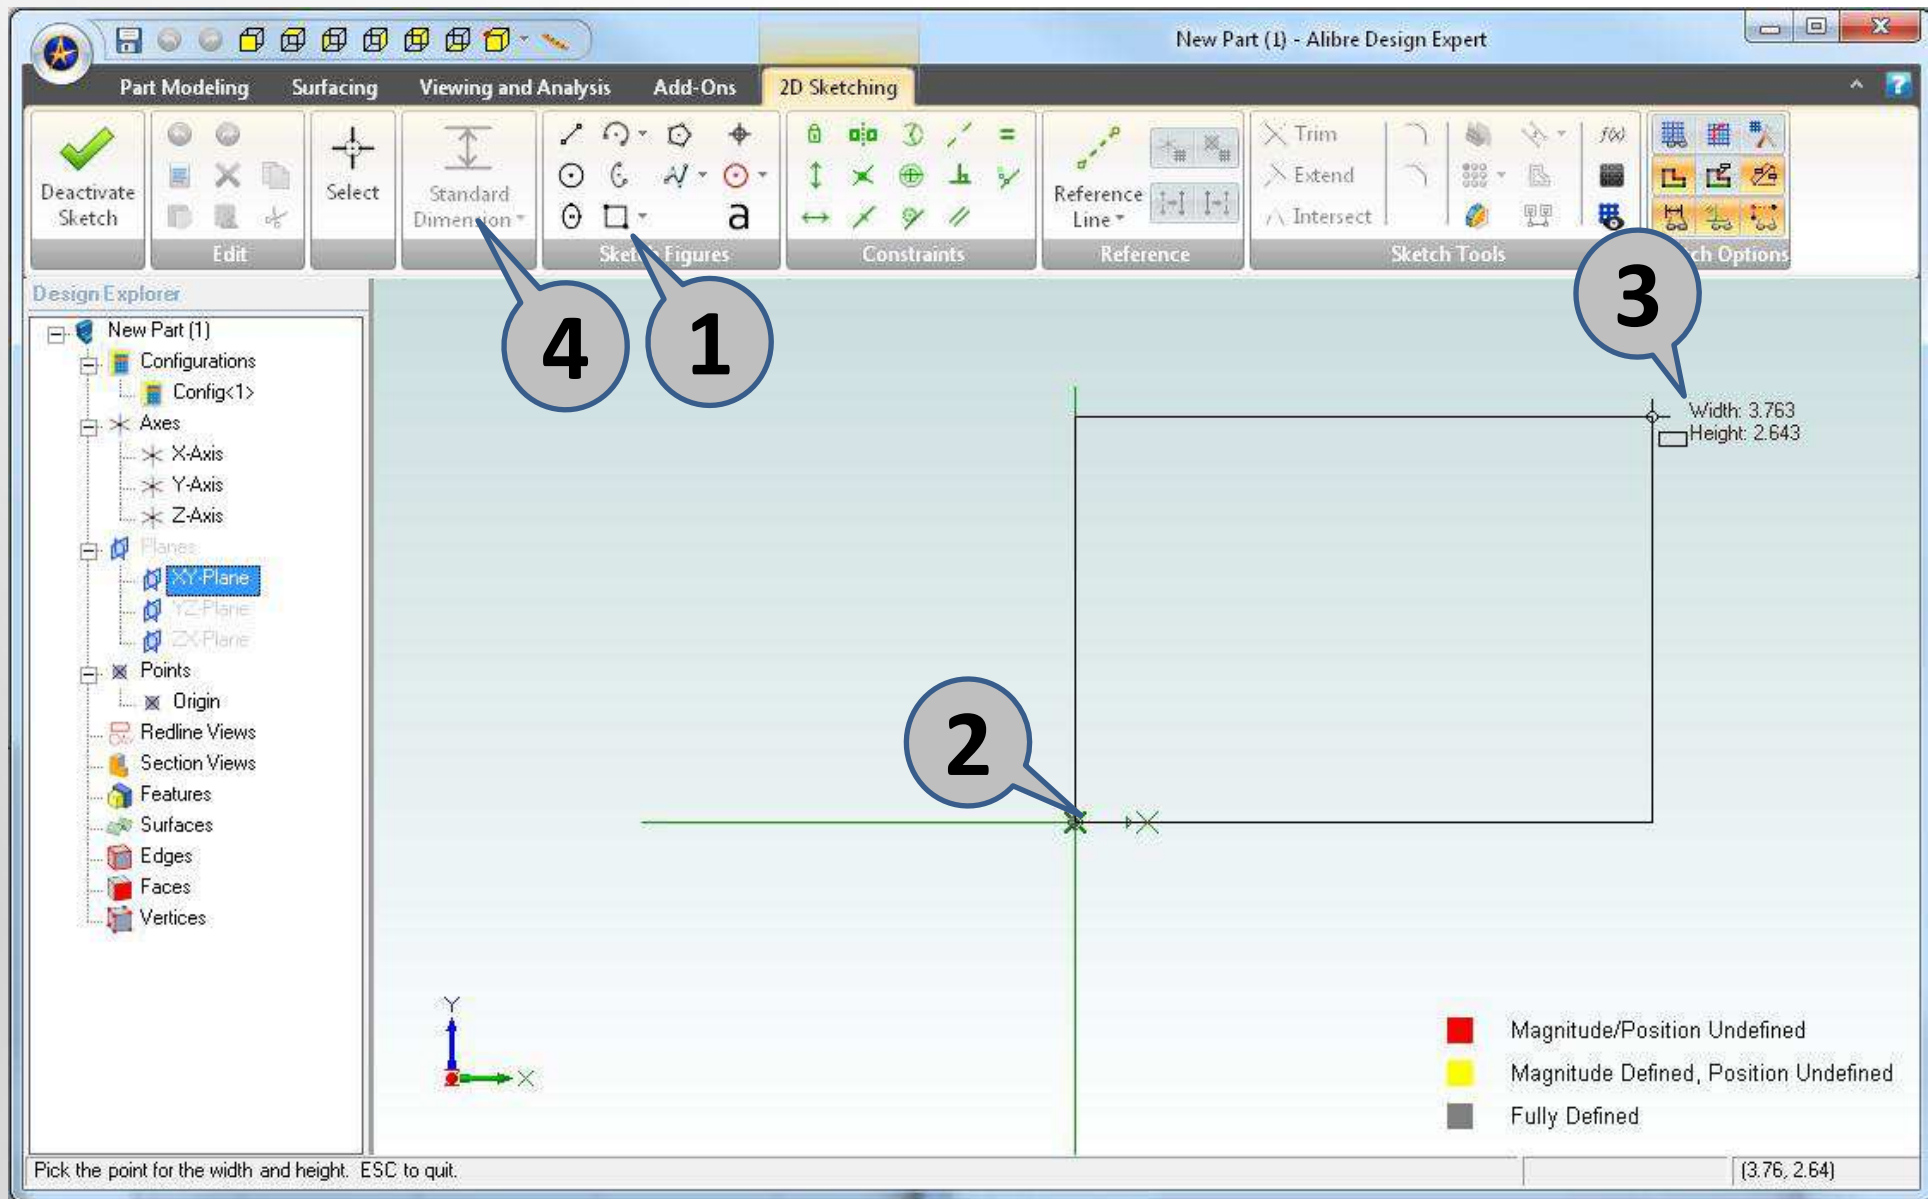 New Part (1) - Alibre Design Expert
Part Modeling Surfacing Viewing and Analysis Add-Ons 2D Sketching
Deactivate Sketch
Edit
Select
Standard Dimension
a
Sketch Figures
Constraints
Reference Line
Reference
Trim
Extend
Intersect
f(x)
Sketch Tools
ch Options
4
1
3
2
Design Explorer
New Part (1)
Configurations
Config<1>
Axes
X-Axis
Y-Axis
Z-Axis
Planes
XY-Plane
YZ-Plane
ZX-Plane
Points
Origin
Redline Views
Section Views
Features
Surfaces
Edges
Faces
Vertices
Width: 3.763
Height: 2.643
Y
X
X
Magnitude/Position Undefined
Magnitude Defined, Position Undefined
Fully Defined
Pick the point for the width and height. ESC to quit.
(3.76, 2.64)